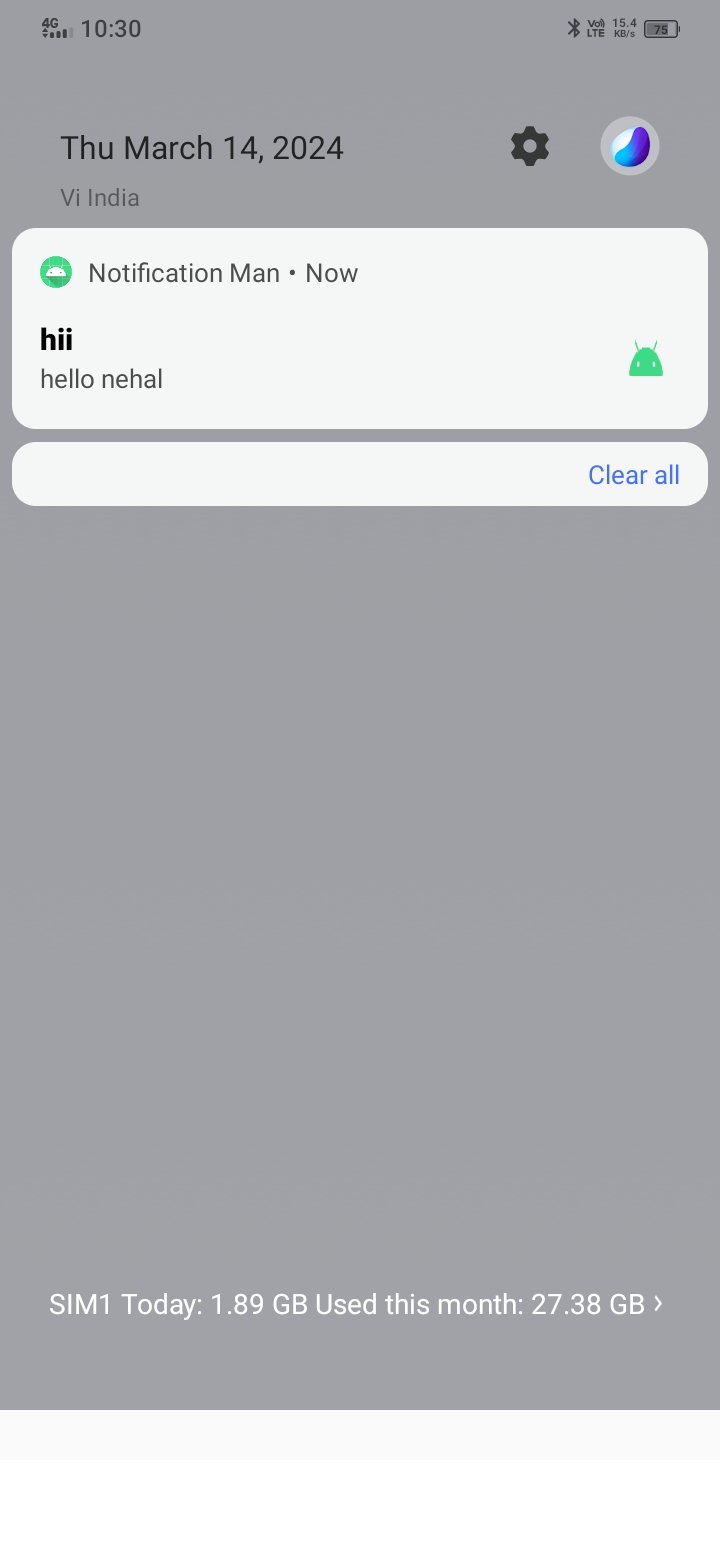 4G 10:30 Vo) LTE 15.4 KB/s 75
Thu March 14, 2024
Vi India
Notification Man • Now
hii
hello nehal
Clear all
SIM1 Today: 1.89 GB Used this month: 27.38 GB ›